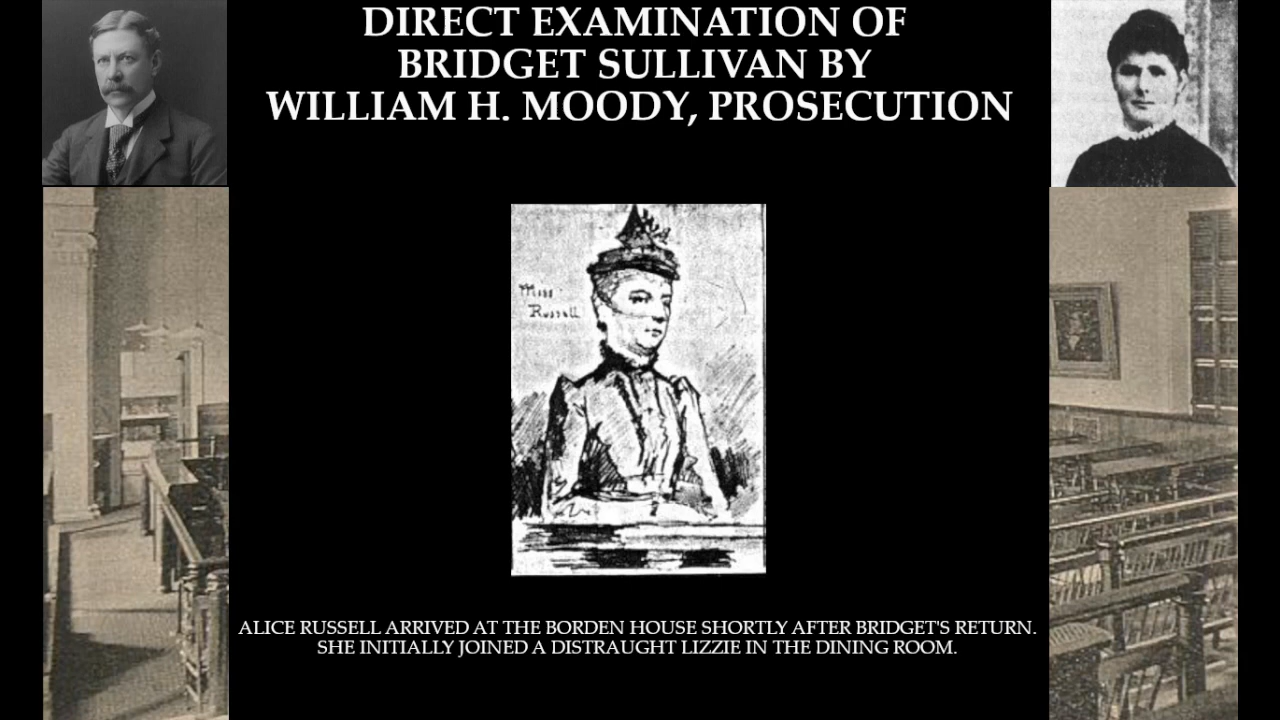 DIRECT EXAMINATION OF
BRIDGET SULLIVAN BY
WILLIAM H. MOODY, PROSECUTION
Miss
Russell
ALICE RUSSELL ARRIVED AT THE BORDEN HOUSE SHORTLY AFTER BRIDGET'S RETURN.
SHE INITIALLY JOINED A DISTRAUGHT LIZZIE IN THE DINING ROOM.